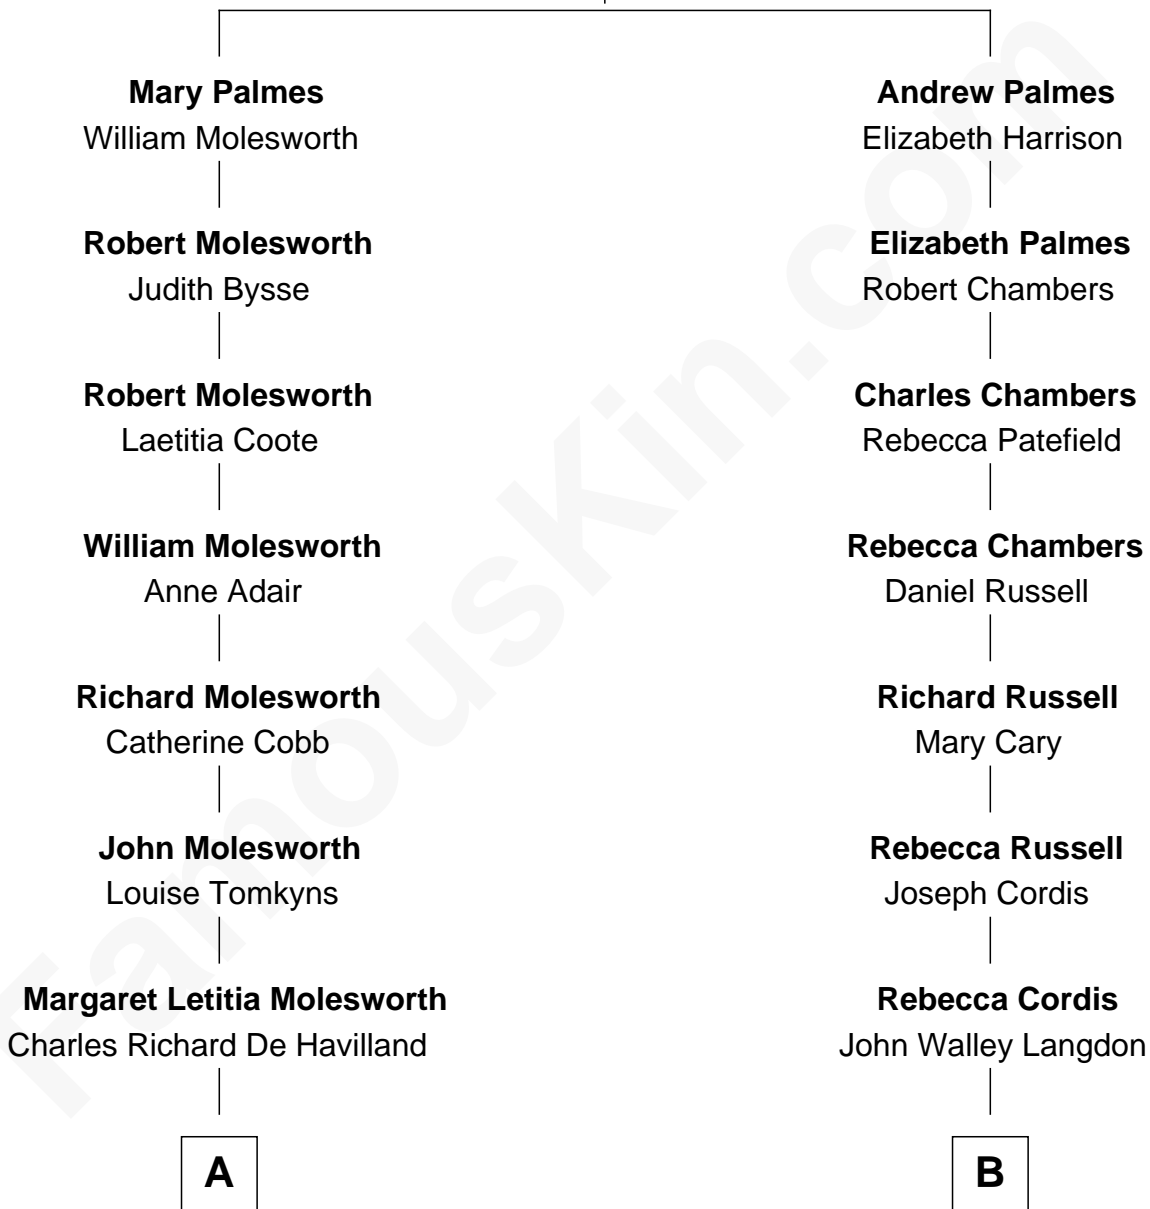 Mary Palmes
William Molesworth
Robert Molesworth
Judith Bysse
Robert Molesworth
Laetitia Coote
William Molesworth
Anne Adair
Richard Molesworth
Catherine Cobb
John Molesworth
Louise Tomkyns
Margaret Letitia Molesworth
Charles Richard De Havilland
A
Andrew Palmes
Elizabeth Harrison
Elizabeth Palmes
Robert Chambers
Charles Chambers
Rebecca Patefield
Rebecca Chambers
Daniel Russell
Richard Russell
Mary Cary
Rebecca Russell
Joseph Cordis
Rebecca Cordis
John Walley Langdon
B
FamousKin.com